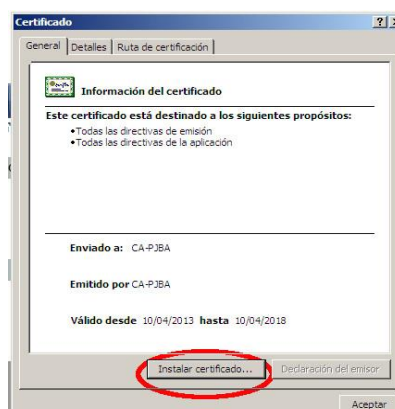 Certificado
General Detalles Ruta de certificación
Información del certificado
Este certificado está destinado a los siguientes propósitos:
•Todas las directivas de emisión
•Todas las directivas de la aplicación
Enviado a: CA-PJBA
Emitido por CA-PJBA
Válido desde 10/04/2013 hasta 10/04/2018
Instalar certificado... Declaración del emisor
Aceptar